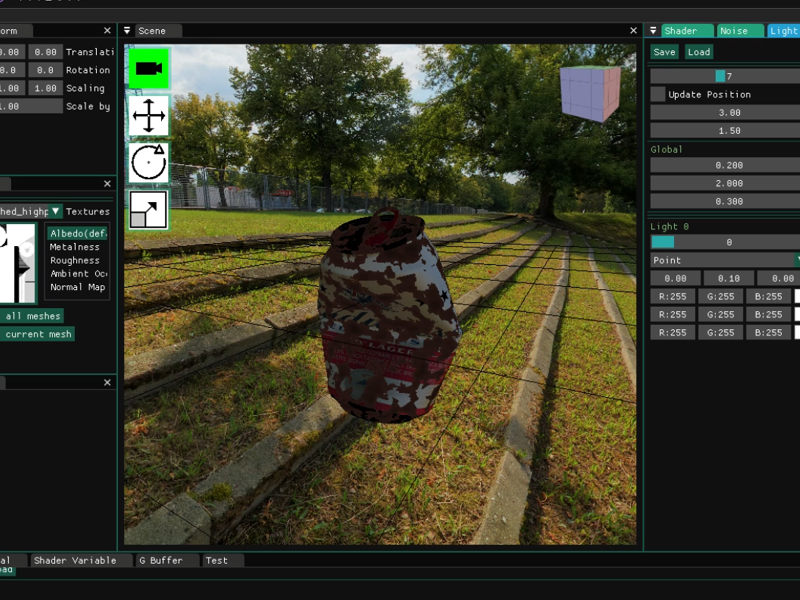 orm
Scene
Shader Noise Light
0.00 Translati
0.0 0.0 Rotation
1.00 1.00 Scaling
1.00 Scale by
Save Load
7
Update Position
3.00
1.50
Global
0.200
2.000
0.300
hed_highp Textures
Albedo(def
Metalness
Roughness
Ambient Oc
Normal Map
all meshes
current mesh
Light 0
0
Point
0.00 0.10 0.00
R:255 G:255 B:255
R:255 G:255 B:255
R:255 G:255 B:255
LAGER
al Shader Variable G Buffer Test
oad